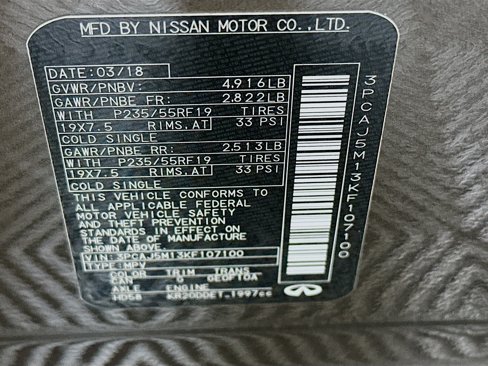 MFD BY NISSAN MOTOR CO.,LTD.
DATE:03/18
GVWR/PNBV: 4,916LB
GAWR/PNBE FR: 2,822LB
WITH P235/55RF19 TIRES
19X7.5 RIMS.AT 33 PSI
COLD SINGLE
GAWR/PNBE RR: 2,513LB
WITH P235/55RF19 TIRES
19X7.5 RIMS.AT 33 PSI
COLD SINGLE
THIS VEHICLE CONFORMS TO
ALL APPLICABLE FEDERAL
MOTOR VEHICLE SAFETY
AND THEFT PREVENTION
STANDARDS IN EFFECT ON
THE DATE OF MANUFACTURE
SHOWN ABOVE.
VIN:3PCAJ5M13KF107100
TYPE:MPV
COLOR TRIM TRANS
G
AXLE ENGINE
HD58 KR20DDET 1997cc
3PCAJ5M13KF107100